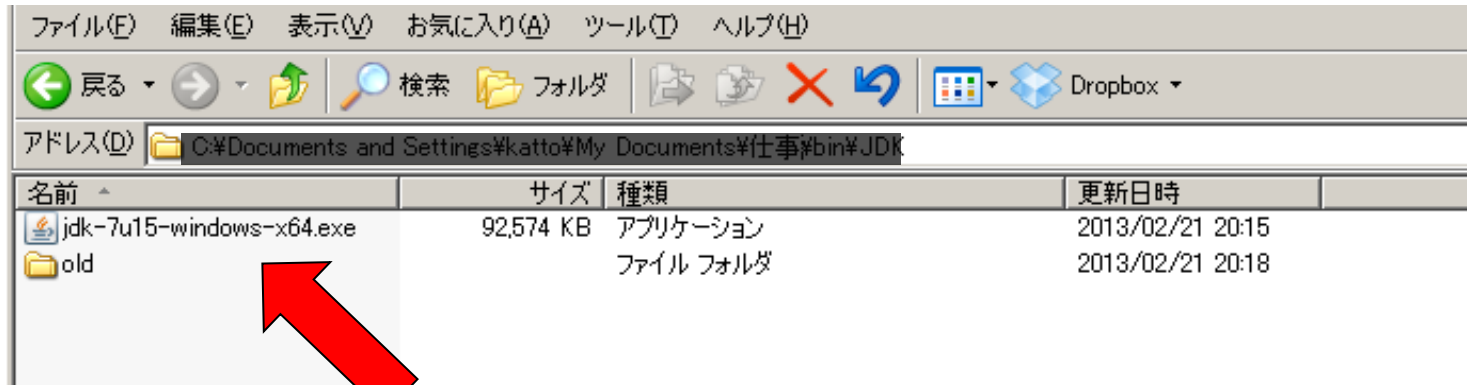 ファイル(F) 編集(E) 表示(V) お気に入り(A) ツール(T) ヘルプ(H)
戻る 検索 フォルダ Dropbox
アドレス(D) C:¥Documents and Settings¥katto¥My Documents¥仕事¥bin¥JDK
名前 サイズ 種類 更新日時
jdk-7u15-windows-x64.exe 92,574 KB アプリケーション 2013/02/21 20:15
old ファイル フォルダ 2013/02/21 20:18